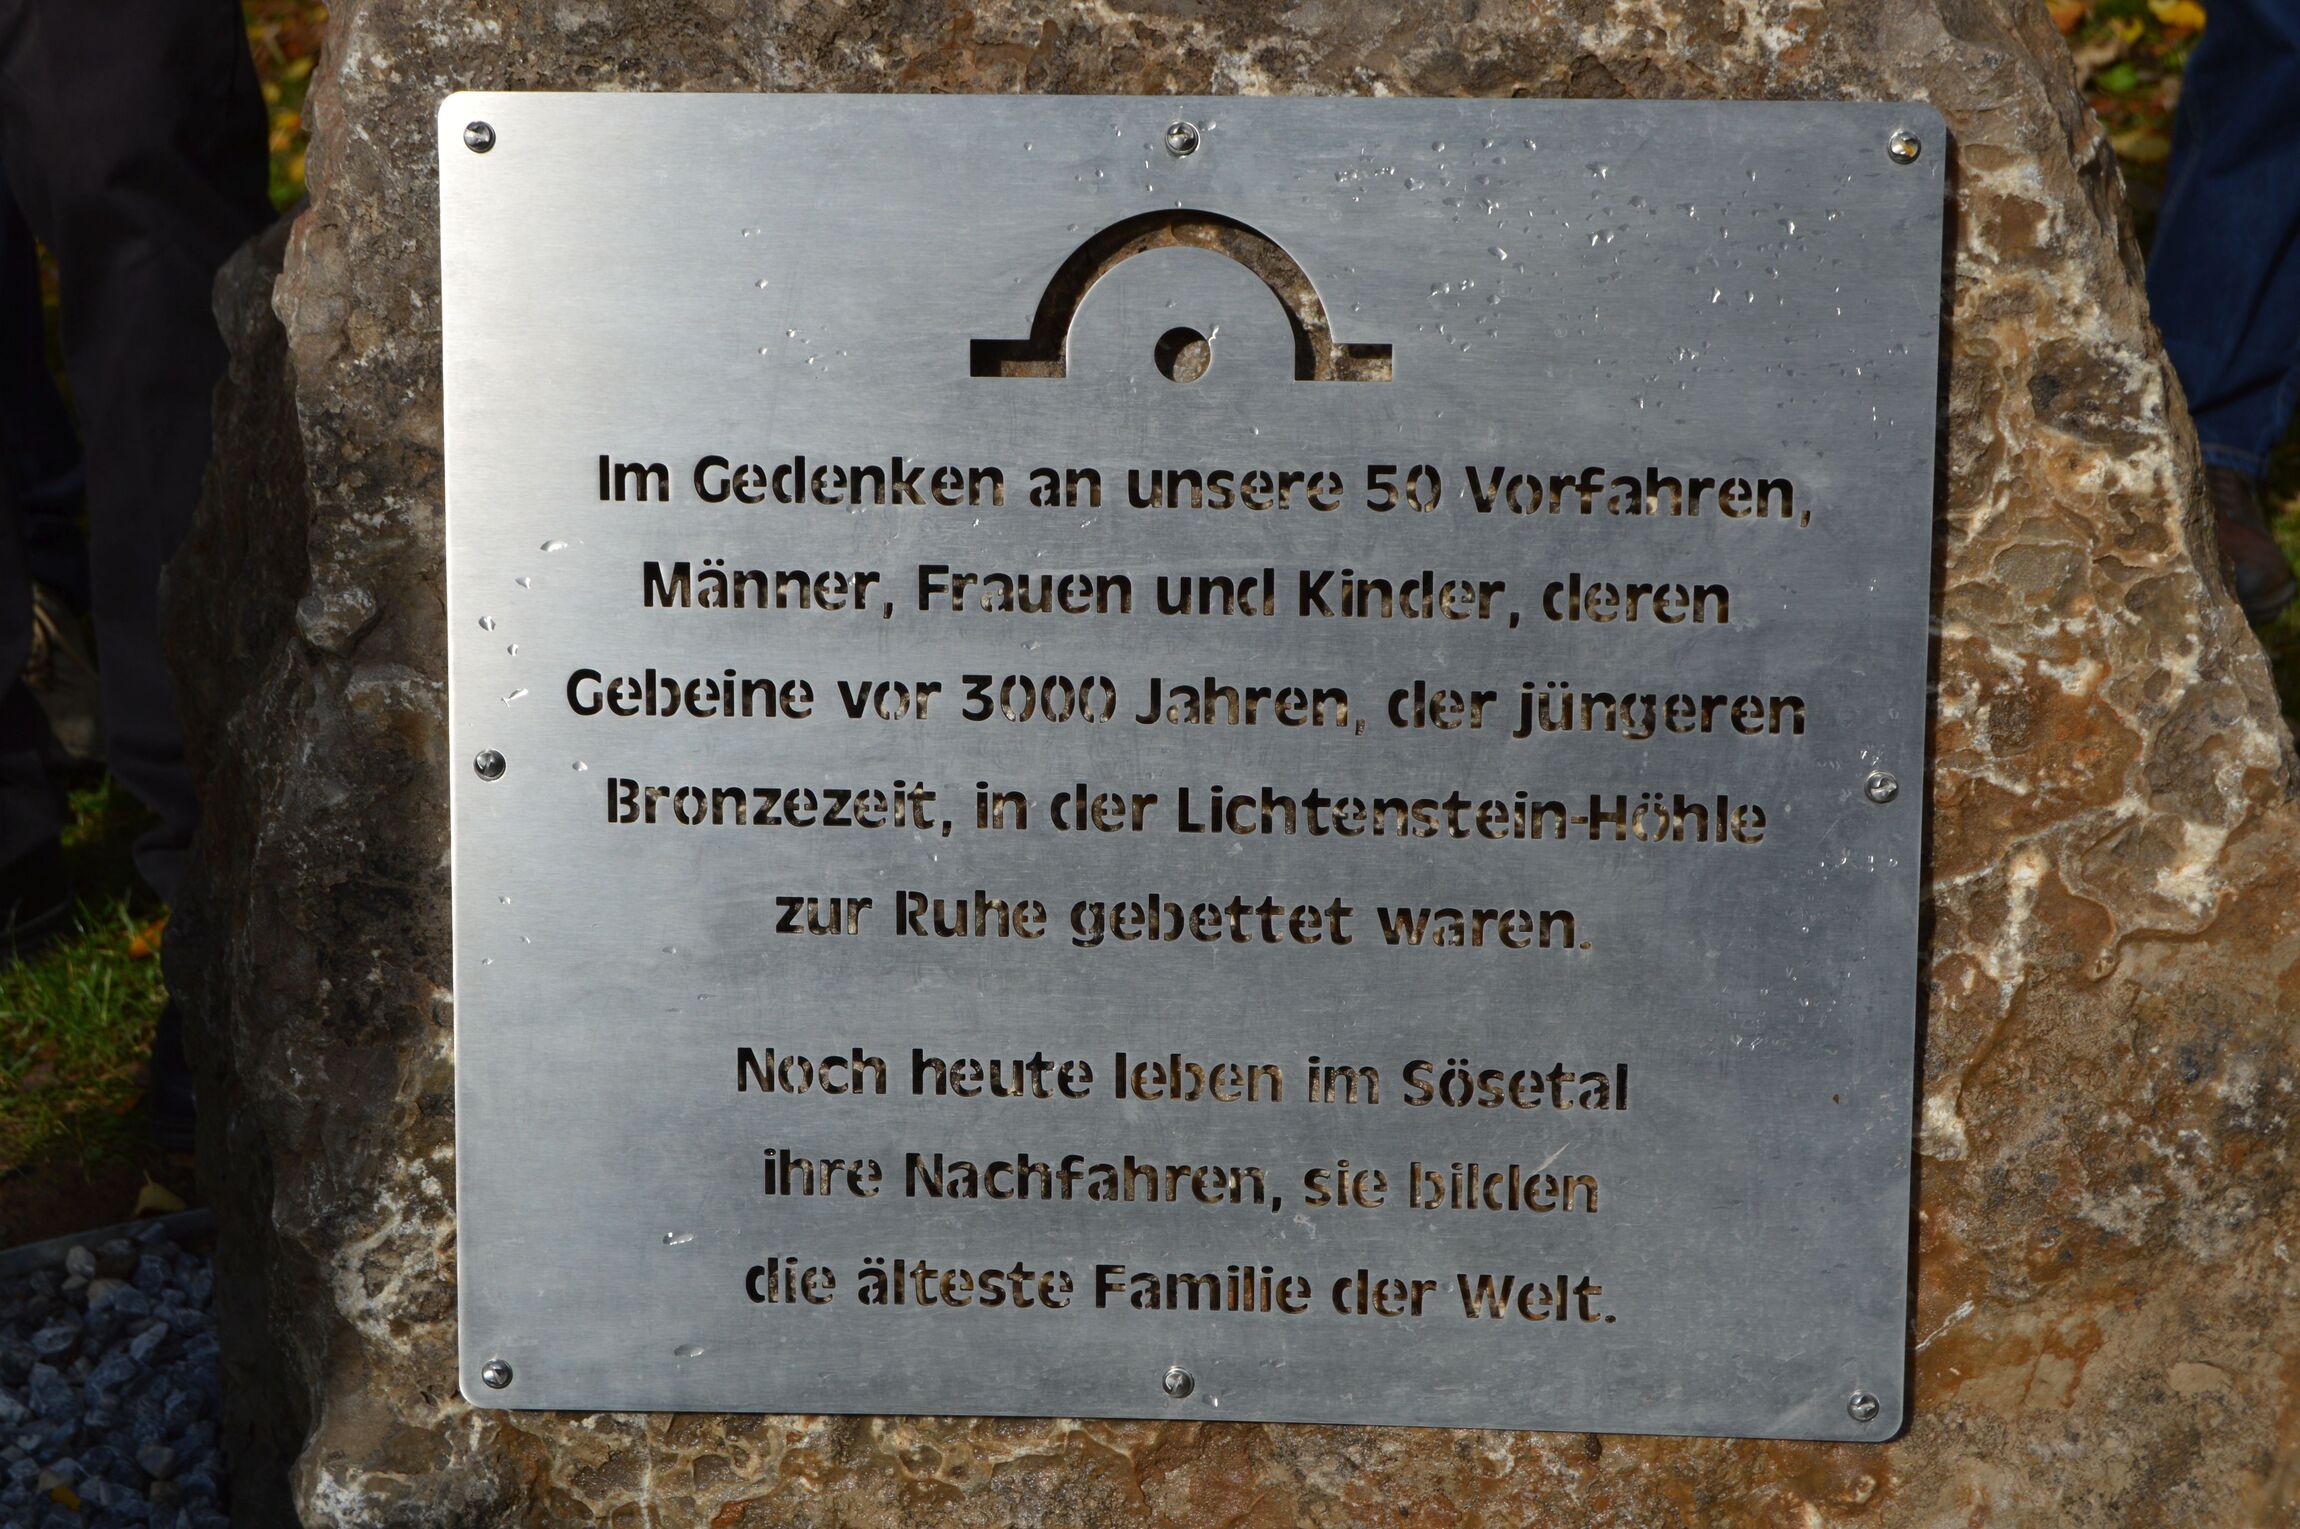 Im Gedenken an unsere 50 Vorfahren,
Männer, Frauen und Kinder, deren
Gebeine vor 3000 Jahren, der jüngeren
Bronzezeit, in der Lichtenstein-Höhle
zur Ruhe gebettet waren.
Noch heute leben im Sösetal
ihre Nachfahren, sie bilden
die älteste Familie der Welt.